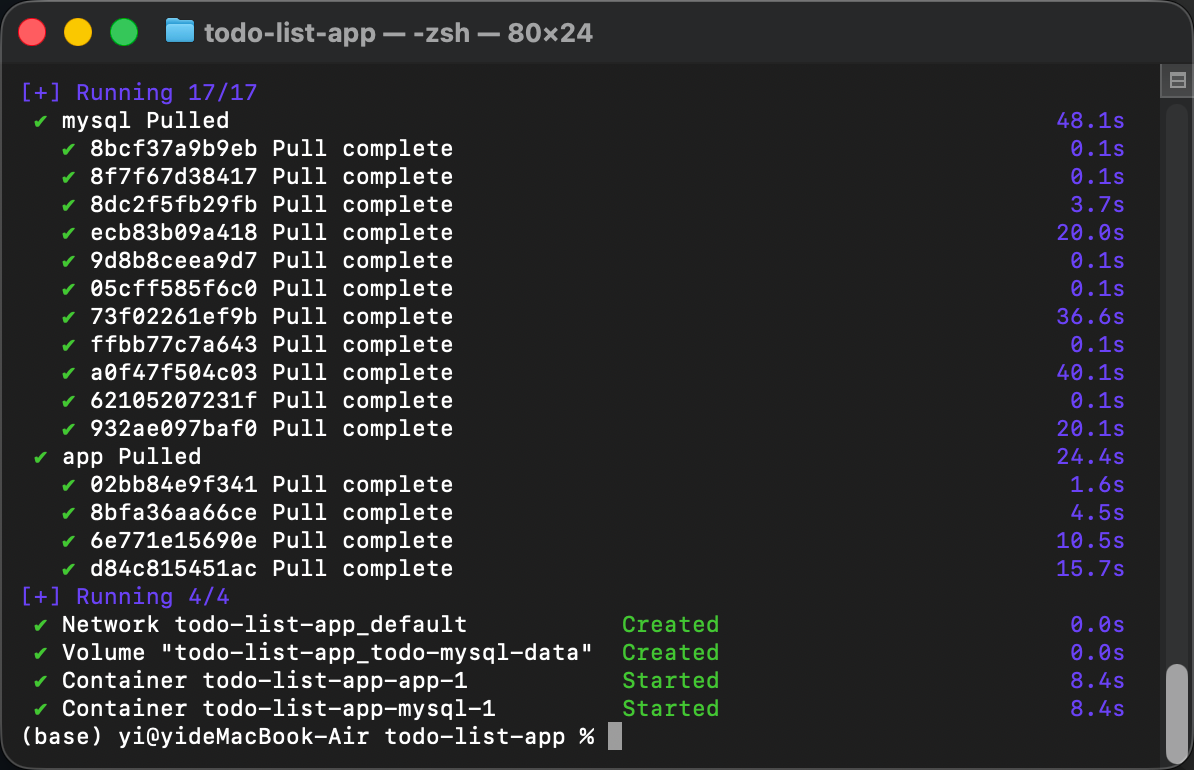 todo-list-app — -zsh — 80×24
[+] Running 17/17
✔ mysql Pulled 48.1s
✔ 8bcf37a9b9eb Pull complete 0.1s
✔ 8f7f67d38417 Pull complete 0.1s
✔ 8dc2f5fb29fb Pull complete 3.7s
✔ ecb83b09a418 Pull complete 20.0s
✔ 9d8b8ceea9d7 Pull complete 0.1s
✔ 05cff585f6c0 Pull complete 0.1s
✔ 73f02261ef9b Pull complete 36.6s
✔ ffbb77c7a643 Pull complete 0.1s
✔ a0f47f504c03 Pull complete 40.1s
✔ 62105207231f Pull complete 0.1s
✔ 932ae097baf0 Pull complete 20.1s
✔ app Pulled 24.4s
✔ 02bb84e9f341 Pull complete 1.6s
✔ 8bfa36aa66ce Pull complete 4.5s
✔ 6e771e15690e Pull complete 10.5s
✔ d84c815451ac Pull complete 15.7s
[+] Running 4/4
✔ Network todo-list-app_default Created 0.0s
✔ Volume "todo-list-app_todo-mysql-data" Created 0.0s
✔ Container todo-list-app-app-1 Started 8.4s
✔ Container todo-list-app-mysql-1 Started 8.4s
(base) yi@yideMacBook-Air todo-list-app %